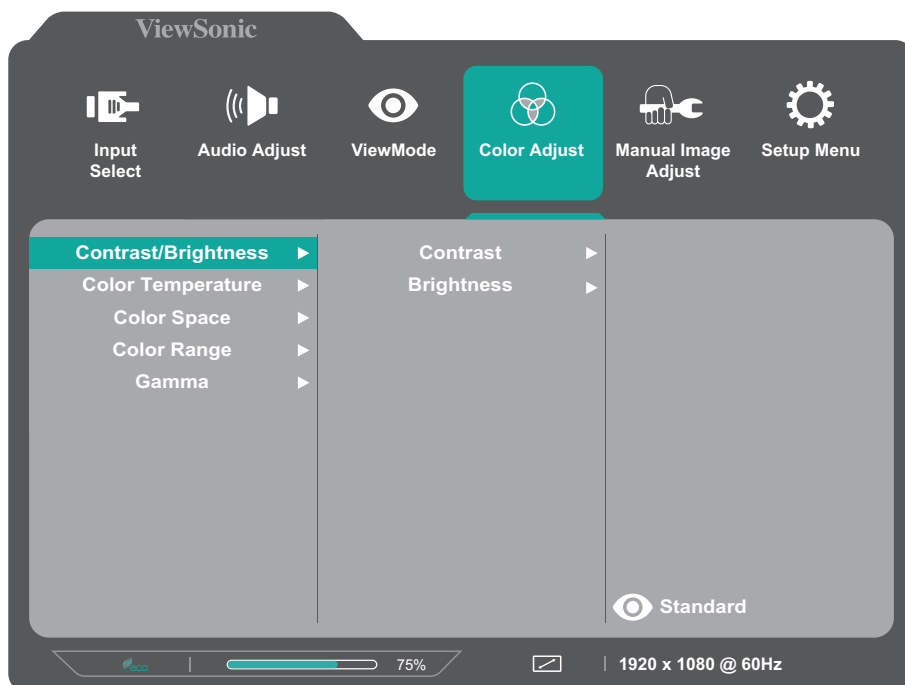 ViewSonic
Input
Select
Audio Adjust
ViewMode
Color Adjust
Manual Image
Adjust
Setup Menu
Contrast/Brightness
Color Temperature
Color Space
Color Range
Gamma
Contrast
Brightness
Standard
eco
75%
1920 x 1080 @ 60Hz